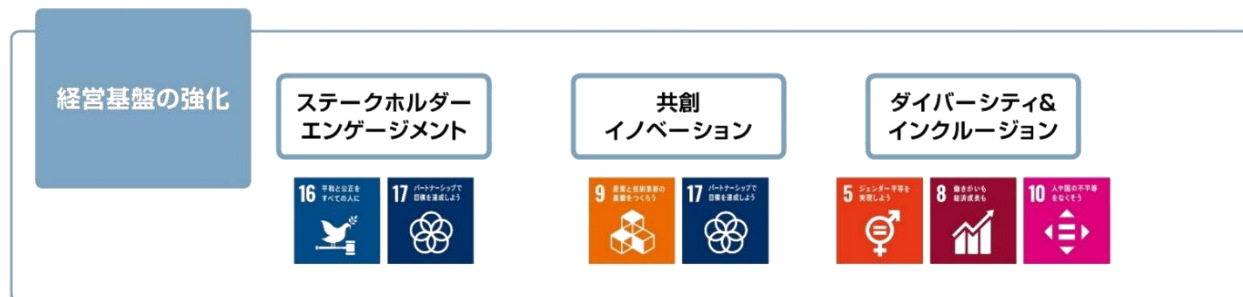 経営基盤の強化
ステークホルダー
エンゲージメント
共創
イノベーション
ダイバーシティ&
インクルージョン
16 平和と公正を
すべての人に
17 パートナーシップで
目標を達成しよう
9 産業と技術革新の
基盤をつくろう
17 パートナーシップで
目標を達成しよう
5 ジェンダー平等を
実現しよう
8 働きがいも
経済成長も
10 人や国の不平等
をなくそう